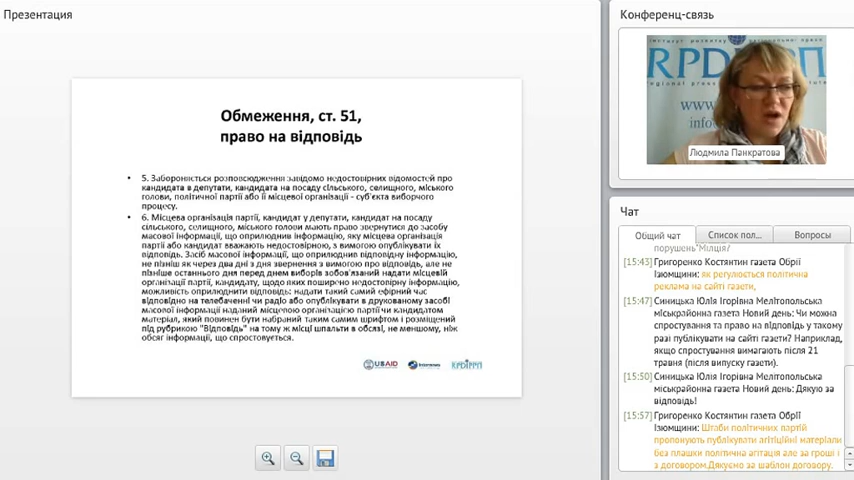 Презентация
Обмеження, ст. 51,
право на відповідь
• 5. Забороняється розповсюдження завідомо недостовірних відомостей про
кандидата в депутати, кандидата на посаду сільського, селищного, міського
голови, політичної партії або її місцевої організації - суб'єкта виборчого
процесу.
• 6. Місцева організація партії, кандидат у депутати, кандидат на посаду
сільського, селищного, міського голови мають право звернутися до засобу
масової інформації, що оприлюднив інформацію, яку місцева організація
партії або кандидат вважають недостовірною, з вимогою опублікувати їх
відповідь. Засіб масової інформації, що оприлюднив відповідну інформацію,
не пізніш як через два дні з дня звернення з вимогою про відповідь, але не
пізніше останнього дня перед днем виборів зобов'язаний надати місцевій
організації партії, кандидату, щодо яких поширено недостовірну інформацію,
можливість оприлюднити відповідь: надати такий самий ефірний час
відповідно на телебаченні чи радіо або опублікувати в друкованому засобі
масової інформації наданий місцевою організацією партії чи кандидатом
матеріал, який повинен бути набраний таким самим шрифтом і розміщений
під рубрикою "Відповідь" на тому ж місці шпальти в обсязі, не меншому, ніж
обсяг інформації, що спростовується.
USAID
Internews
Конференц-связь
www.
info
Людмила Панкратова
Чат
Общий чат
Список пол...
Вопросы
порушень"Міліція?
[15:43] Григоренко Костянтин газета Обрії
Ізюмщини: як регулюється політична
реклама на сайті газети,
[15:47] Синицька Юлія Ігорівна Мелітопольська
міськрайонна газета Новий день: Чи можна
спростування та право на відповідь у такому
разі публікувати на сайті газети? Наприклад,
якщо спростування вимагають після 21
травня (після випуску газети).
[15:50] Синицька Юлія Ігорівна Мелітопольська
міськрайонна газета Новий день: Дякую за
відповідь!
[15:57] Григоренко Костянтин газета Обрії
Ізюмщини: Штаби політичних партій
пропонують публікувати агітіційні матеріали
без плашки політична агітація але за гроші і
з договором.Дякуємо за шаблон договору.